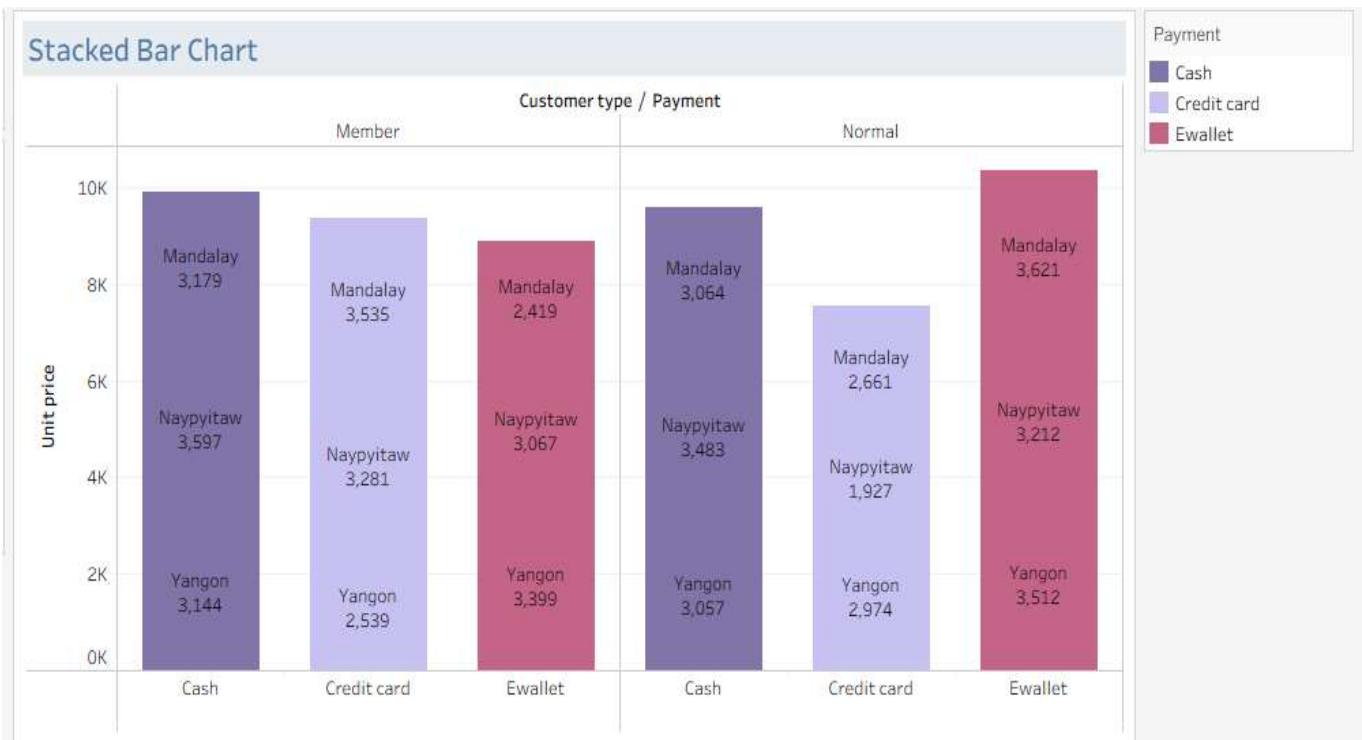 Stacked Bar Chart
Customer type / Payment
Member
Normal
Unit price
10K
8K
6K
4K
2K
0K
Mandalay
3,179
Naypyitaw
3,597
Yangon
3,144
Mandalay
3,535
Naypyitaw
3,281
Yangon
2,539
Mandalay
2,419
Naypyitaw
3,067
Yangon
3,399
Mandalay
3,064
Naypyitaw
3,483
Yangon
3,057
Mandalay
2,661
Naypyitaw
1,927
Yangon
2,974
Mandalay
3,621
Naypyitaw
3,212
Yangon
3,512
Cash
Credit card
Ewallet
Cash
Credit card
Ewallet
Payment
Cash
Credit card
Ewallet